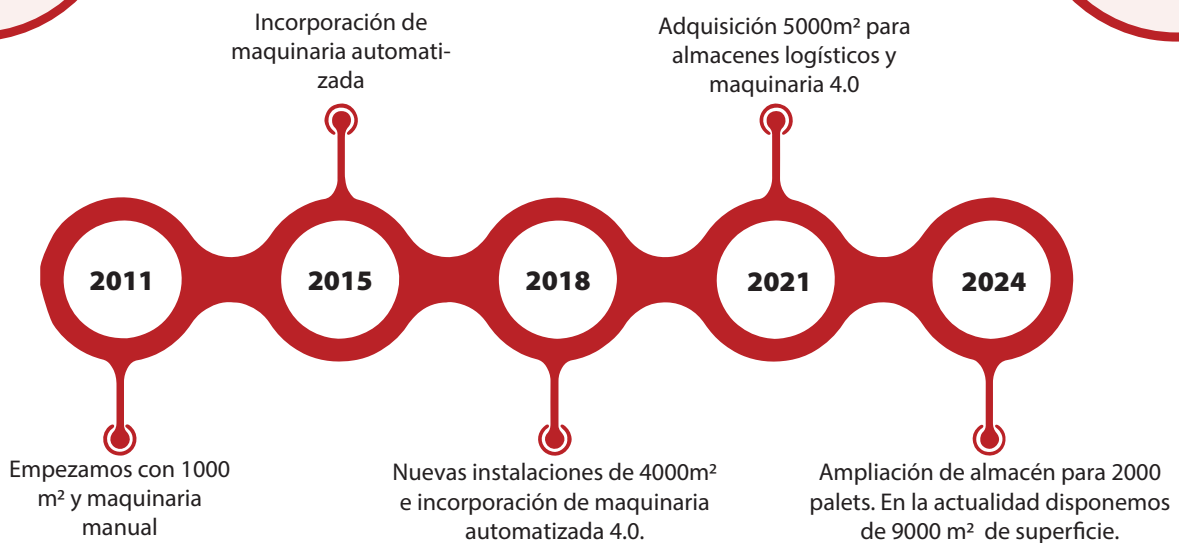 Incorporación de
maquinaria automati-
zada
Adquisición 5000m² para
almacenes logísticos y
maquinaria 4.0
2011
2015
2018
2021
2024
Empezamos con 1000
m² y maquinaria
manual
Nuevas instalaciones de 4000m²
e incorporación de maquinaria
automatizada 4.0.
Ampliación de almacén para 2000
palets. En la actualidad disponemos
de 9000 m² de superficie.